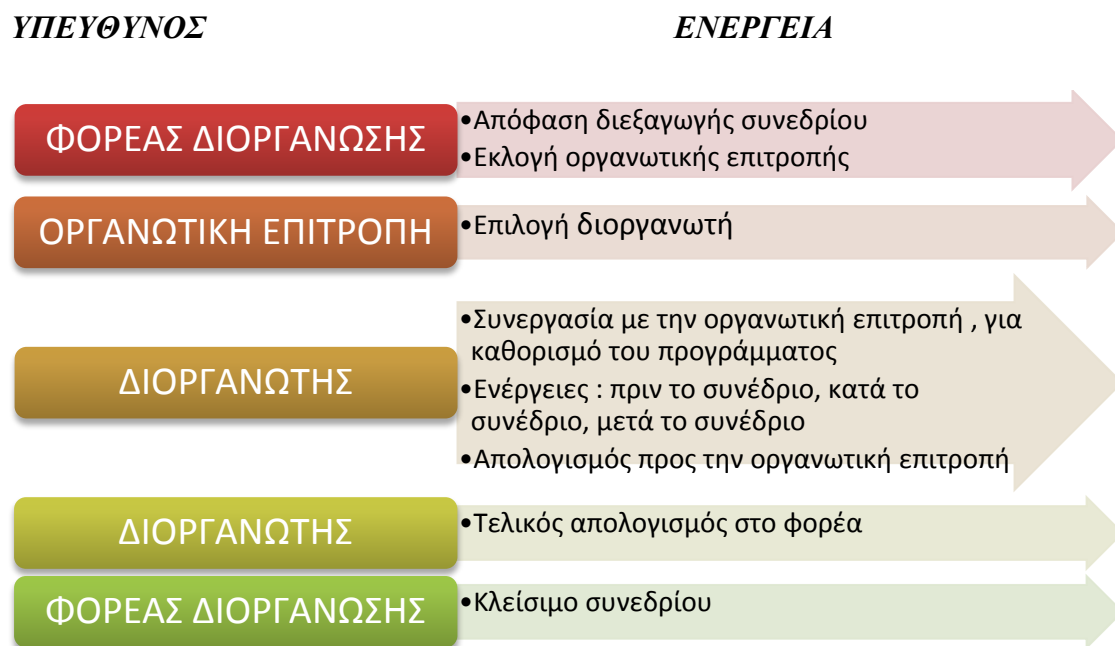 ΥΠΕΥΘΥΝΟΣ ΕΝΕΡΓΕΙΑ
ΦΟΡΕΑΣ ΔΙΟΡΓΑΝΩΣΗΣ
•Απόφαση διεξαγωγής συνεδρίου
•Εκλογή οργανωτικής επιτροπής
ΟΡΓΑΝΩΤΙΚΗ ΕΠΙΤΡΟΠΗ
•Επιλογή διοργανωτή
ΔΙΟΡΓΑΝΩΤΗΣ
•Συνεργασία με την οργανωτική επιτροπή , για
καθορισμό του προγράμματος
•Ενέργειες : πριν το συνέδριο, κατά το
συνέδριο, μετά το συνέδριο
•Απολογισμός προς την οργανωτική επιτροπή
ΔΙΟΡΓΑΝΩΤΗΣ
•Τελικός απολογισμός στο φορέα
ΦΟΡΕΑΣ ΔΙΟΡΓΑΝΩΣΗΣ
•Κλείσιμο συνεδρίου